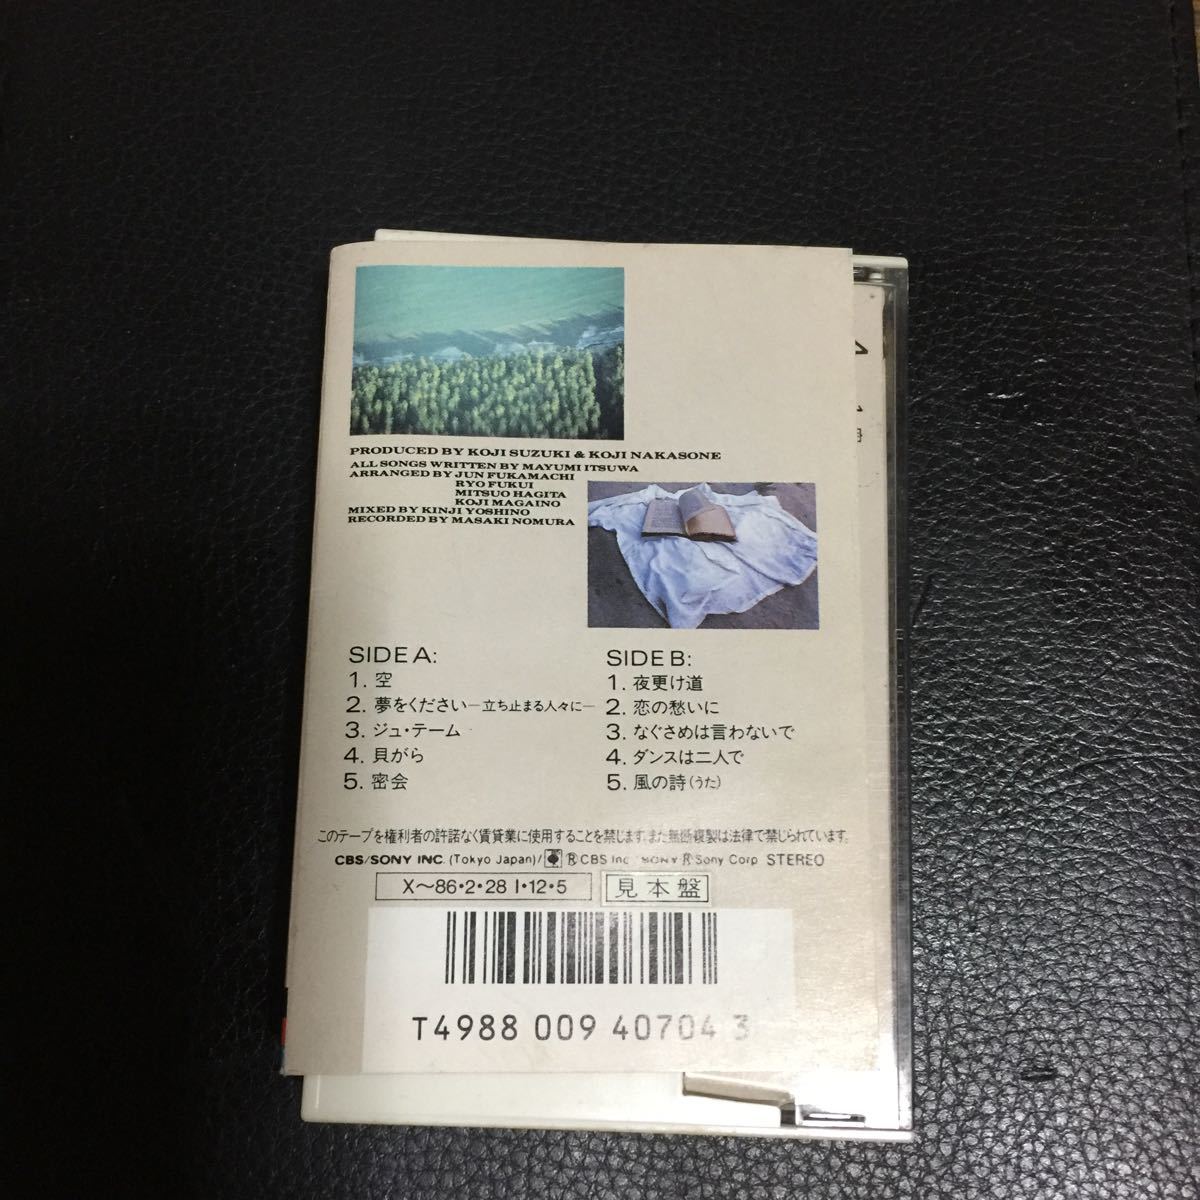 PRODUCED BY KOJI SUZUKI & KOJI NAKASONE
ALL SONGS WRITTEN BY MAYUMI ITSUWA
ARRANGED BY JUN FUKAMACHI
RYO FUKUI
MITSUO HAGITA
KOJI MAGAINO
MIXED BY KINJI YOSHINO
RECORDED BY MASAKI NOMURA
SIDE A:
1. 空
2. 夢をください—立ち止まる人々に—
3. ジュ・テーム
4. 貝がら
5. 密会
SIDE B:
1. 夜更け道
2. 恋の愁いに
3. なぐさめは言わないで
4. ダンスは二人で
5. 風の詩(うた)
このテープを権利者の許諾なく賃貸業に使用することを禁じます。また無断複製は法律で禁じられています。
CBS/SONY INC. (Tokyo Japan)/ ® CBS Inc. SONY ® Sony Corp STEREO
X〜86・2・28 I・12・5
見本盤
T4988 009 40704 3